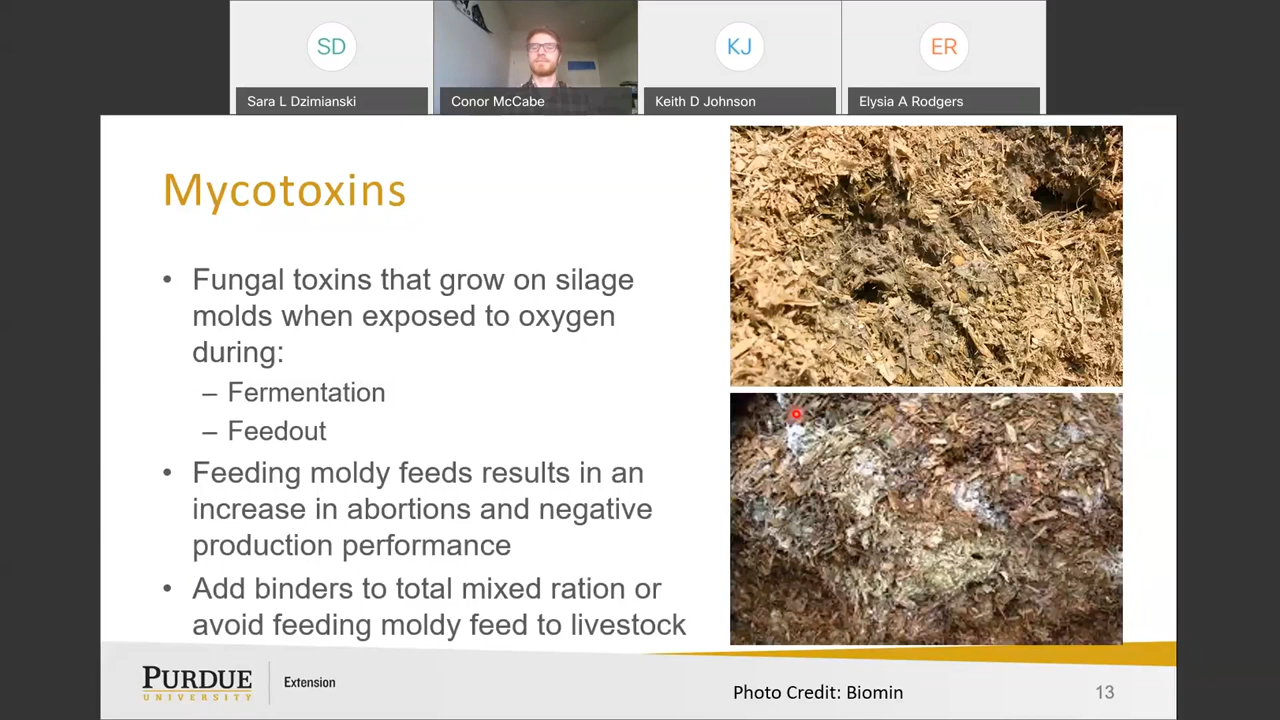 SD
KJ
ER
Sara L Dzimianski
Conor McCabe
Keith D Johnson
Elysia A Rodgers
Mycotoxins
• Fungal toxins that grow on silage
molds when exposed to oxygen
during:
– Fermentation
– Feedout
• Feeding moldy feeds results in an
increase in abortions and negative
production performance
• Add binders to total mixed ration or
avoid feeding moldy feed to livestock
PURDUE
UNIVERSITY
Extension
Photo Credit: Biomin
13